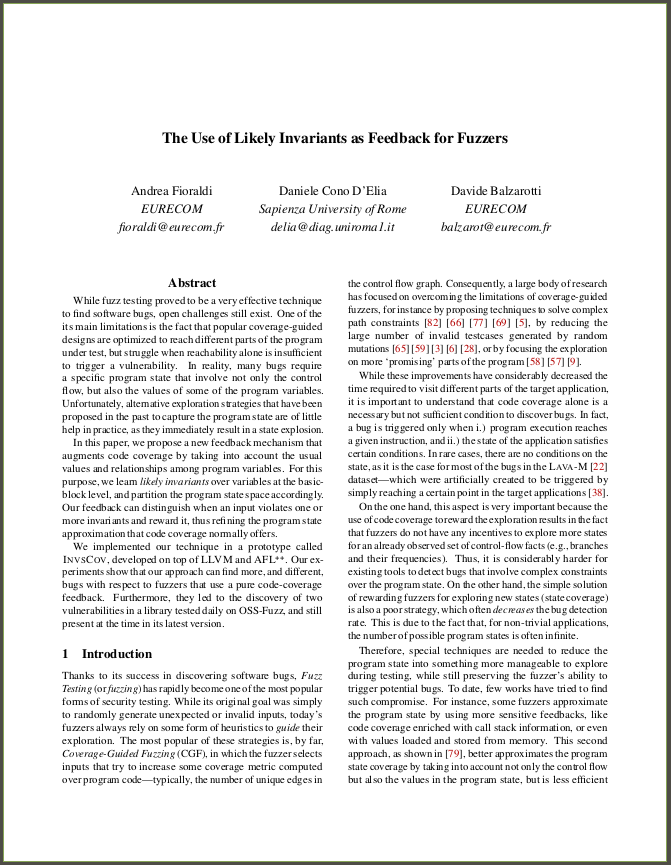 The Use of Likely Invariants as Feedback for Fuzzers
Andrea Fioraldi
EURECOM
fioraldi@eurecom.fr
Daniele Cono D'Elia
Sapienza University of Rome
delia@diag.uniroma1.it
Davide Balzarotti
EURECOM
balzarot@eurecom.fr
Abstract
While fuzz testing proved to be a very effective technique
to find software bugs, open challenges still exist. One of the
its main limitations is the fact that popular coverage-guided
designs are optimized to reach different parts of the program
under test, but struggle when reachability alone is insufficient
to trigger a vulnerability. In reality, many bugs require
a specific program state that involve not only the control
flow, but also the values of some of the program variables.
Unfortunately, alternative exploration strategies that have been
proposed in the past to capture the program state are of little
help in practice, as they immediately result in a state explosion.
In this paper, we propose a new feedback mechanism that
augments code coverage by taking into account the usual
values and relationships among program variables. For this
purpose, we learn likely invariants over variables at the basic-
block level, and partition the program state space accordingly.
Our feedback can distinguish when an input violates one or
more invariants and reward it, thus refining the program state
approximation that code coverage normally offers.
We implemented our technique in a prototype called
INVSCOV, developed on top of LLVM and AFL**. Our ex-
periments show that our approach can find more, and different,
bugs with respect to fuzzers that use a pure code-coverage
feedback. Furthermore, they led to the discovery of two
vulnerabilities in a library tested daily on OSS-Fuzz, and still
present at the time in its latest version.
1 Introduction
Thanks to its success in discovering software bugs, Fuzz
Testing (or fuzzing) has rapidly become one of the most popular
forms of security testing. While its original goal was simply
to randomly generate unexpected or invalid inputs, today's
fuzzers always rely on some form of heuristics to guide their
exploration. The most popular of these strategies is, by far,
Coverage-Guided Fuzzing (CGF), in which the fuzzer selects
inputs that try to increase some coverage metric computed
over program code—typically, the number of unique edges in
the control flow graph. Consequently, a large body of research
has focused on overcoming the limitations of coverage-guided
fuzzers, for instance by proposing techniques to solve complex
path constraints [82] [66] [77] [69] [5], by reducing the
large number of invalid testcases generated by random
mutations [65] [59] [3] [6] [28], or by focusing the exploration
on more 'promising' parts of the program [58] [57] [9].
While these improvements have considerably decreased the
time required to visit different parts of the target application,
it is important to understand that code coverage alone is a
necessary but not sufficient condition to discover bugs. In fact,
a bug is triggered only when i.) program execution reaches
a given instruction, and ii.) the state of the application satisfies
certain conditions. In rare cases, there are no conditions on the
state, as it is the case for most of the bugs in the LAVA-M [22]
dataset—which were artificially created to be triggered by
simply reaching a certain point in the target applications [38].
On the one hand, this aspect is very important because the
use of code coverage to reward the exploration results in the fact
that fuzzers do not have any incentives to explore more states
for an already observed set of control-flow facts (e.g., branches
and their frequencies). Thus, it is considerably harder for
existing tools to detect bugs that involve complex constraints
over the program state. On the other hand, the simple solution
of rewarding fuzzers for exploring new states (state coverage)
is also a poor strategy, which often decreases the bug detection
rate. This is due to the fact that, for non-trivial applications,
the number of possible program states is often infinite.
Therefore, special techniques are needed to reduce the
program state into something more manageable to explore
during testing, while still preserving the fuzzer's ability to
trigger potential bugs. To date, few works have tried to find
such compromise. For instance, some fuzzers approximate
the program state by using more sensitive feedbacks, like
code coverage enriched with call stack information, or even
with values loaded and stored from memory. This second
approach, as shown in [79], better approximates the program
state coverage by taking into account not only the control flow
but also the values in the program state, but is less efficient